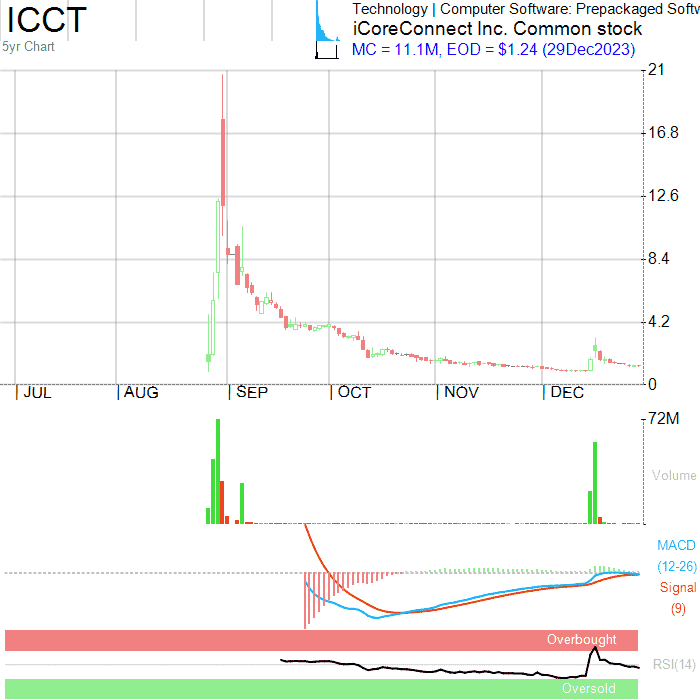 ICCT
5yr Chart
Technology | Computer Software: Prepackaged Softw
iCoreConnect Inc. Common stock
MC = 11.1M, EOD = $1.24 (29Dec2023)
21
16.8
12.6
8.4
4.2
0
JUL AUG SEP OCT NOV DEC
72M
Volume
MACD
(12-26)
Signal
(9)
Overbought
RSI(14)
Oversold